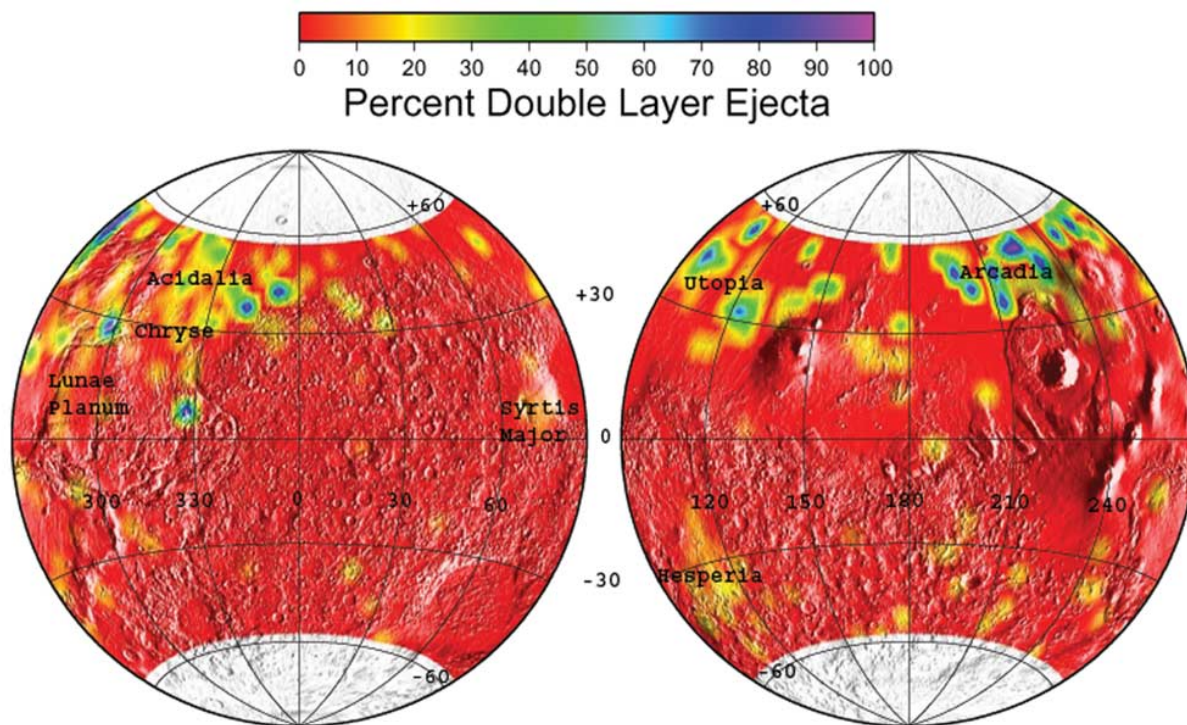 0 10 20 30 40 50 60 70 80 90 100
Percent Double Layer Ejecta
+60
Acidalia
Chryse
Lunae
Planum
Syrtis
Major
300 330 0 30 60
-60
+30
0
-30
+60
Utopia
Arcadia
120 150 180 210 240
Hesperia
-60